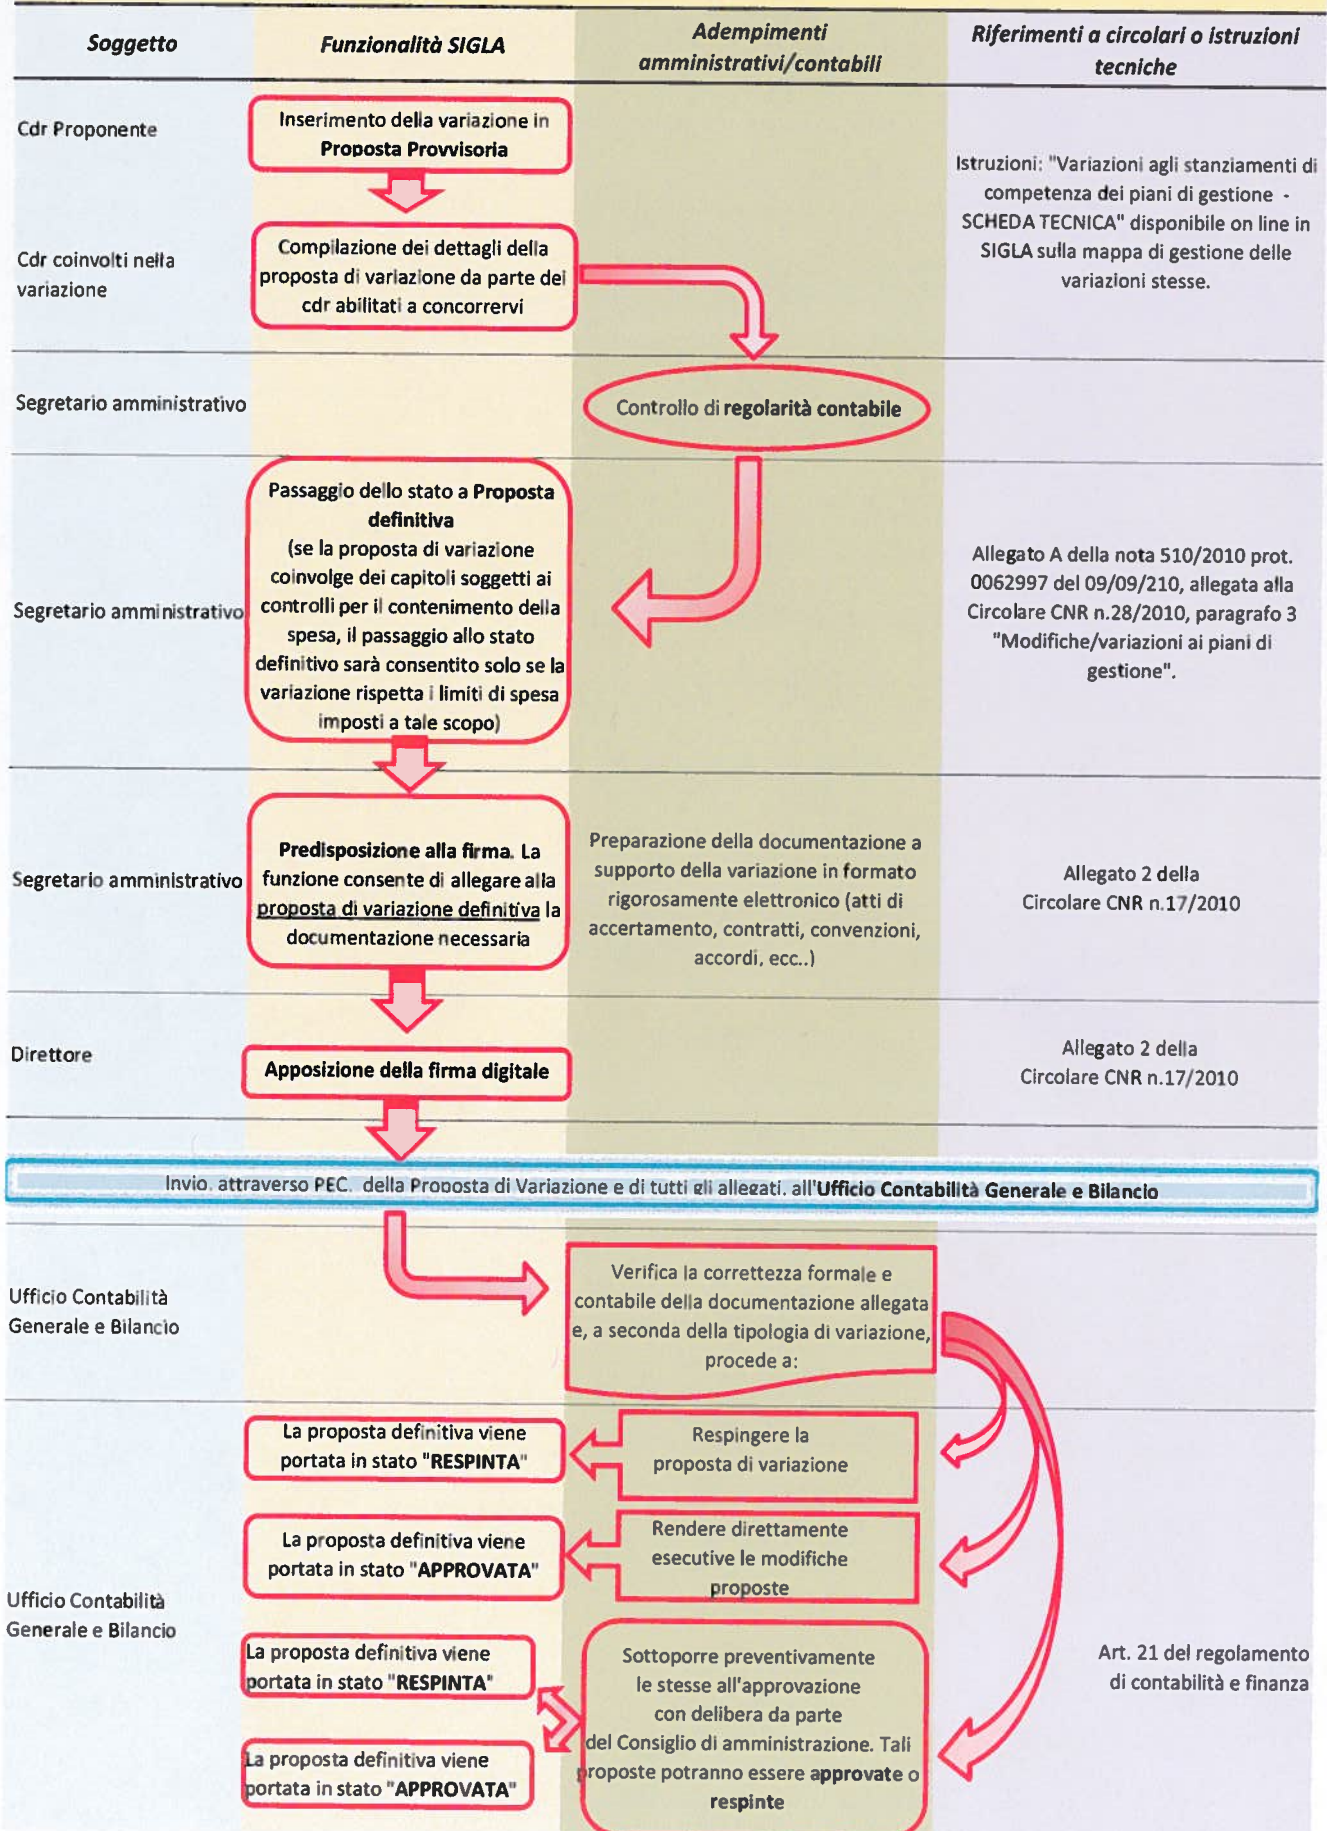 Soggetto
Funzionalità SIGLA
Adempimenti
amministrativi/contabili
Riferimenti a circolari o istruzioni
tecniche
Cdr Proponente
Inserimento della variazione in
Proposta Provvisoria
Istruzioni: "Variazioni agli stanziamenti di
competenza dei piani di gestione -
SCHEDA TECNICA" disponibile on line in
SIGLA sulla mappa di gestione delle
variazioni stesse.
Cdr coinvolti nella
variazione
Compilazione dei dettagli della
proposta di variazione da parte dei
cdr abilitati a concorrervi
Segretario amministrativo
Controllo di regolarità contabile
Segretario amministrativo
Passaggio dello stato a Proposta
definitiva
(se la proposta di variazione
coinvolge dei capitoli soggetti ai
controlli per il contenimento della
spesa, il passaggio allo stato
definitivo sarà consentito solo se la
variazione rispetta i limiti di spesa
imposti a tale scopo)
Allegato A della nota 510/2010 prot.
0062997 del 09/09/210, allegata alla
Circolare CNR n.28/2010, paragrafo 3
"Modifiche/variazioni ai piani di
gestione".
Segretario amministrativo
Predisposizione alla firma. La
funzione consente di allegare alla
proposta di variazione definitiva la
documentazione necessaria
Preparazione della documentazione a
supporto della variazione in formato
rigorosamente elettronico (atti di
accertamento, contratti, convenzioni,
accordi, ecc..)
Allegato 2 della
Circolare CNR n.17/2010
Direttore
Apposizione della firma digitale
Allegato 2 della
Circolare CNR n.17/2010
Invio, attraverso PEC, della Proposta di Variazione e di tutti gli allegati, all'Ufficio Contabilità Generale e Bilancio
Ufficio Contabilità
Generale e Bilancio
Verifica la correttezza formale e
contabile della documentazione allegata
e, a seconda della tipologia di variazione,
procede a:
Ufficio Contabilità
Generale e Bilancio
La proposta definitiva viene
portata in stato "RESPINTA"
Respingere la
proposta di variazione
La proposta definitiva viene
portata in stato "APPROVATA"
Rendere direttamente
esecutive le modifiche
proposte
La proposta definitiva viene
portata in stato "RESPINTA"
La proposta definitiva viene
portata in stato "APPROVATA"
Sottoporre preventivamente
le stesse all'approvazione
con delibera da parte
del Consiglio di amministrazione. Tali
proposte potranno essere approvate o
respinte
Art. 21 del regolamento
di contabilità e finanza